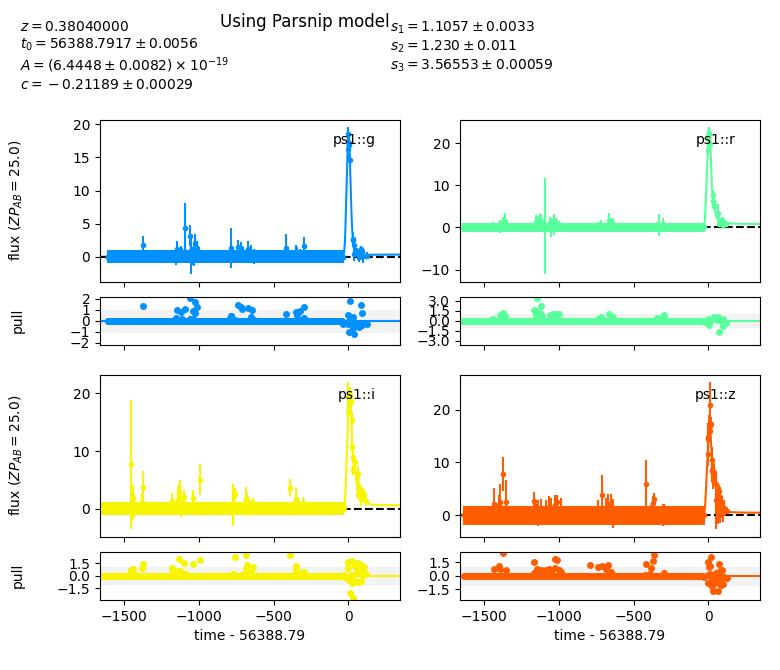 Using Parsnip model
z = 0.38040000
t₀ = 56388.7917 ± 0.0056
A = (6.4448 ± 0.0082) × 10⁻¹⁹
c = −0.21189 ± 0.00029
s₁ = 1.1057 ± 0.0033
s₂ = 1.230 ± 0.011
s₃ = 3.56553 ± 0.00059
flux (ZP_AB = 25.0)
20
15
10
5
0
ps1::g
20
10
0
−10
ps1::r
pull
2
1
0
−1
−2
3.0
1.5
0.0
−1.5
−3.0
flux (ZP_AB = 25.0)
20
10
0
ps1::i
20
10
0
ps1::z
pull
1.5
0.0
−1.5
1.5
0.0
−1.5
−1500 −1000 −500 0
−1500 −1000 −500 0
time - 56388.79
time - 56388.79